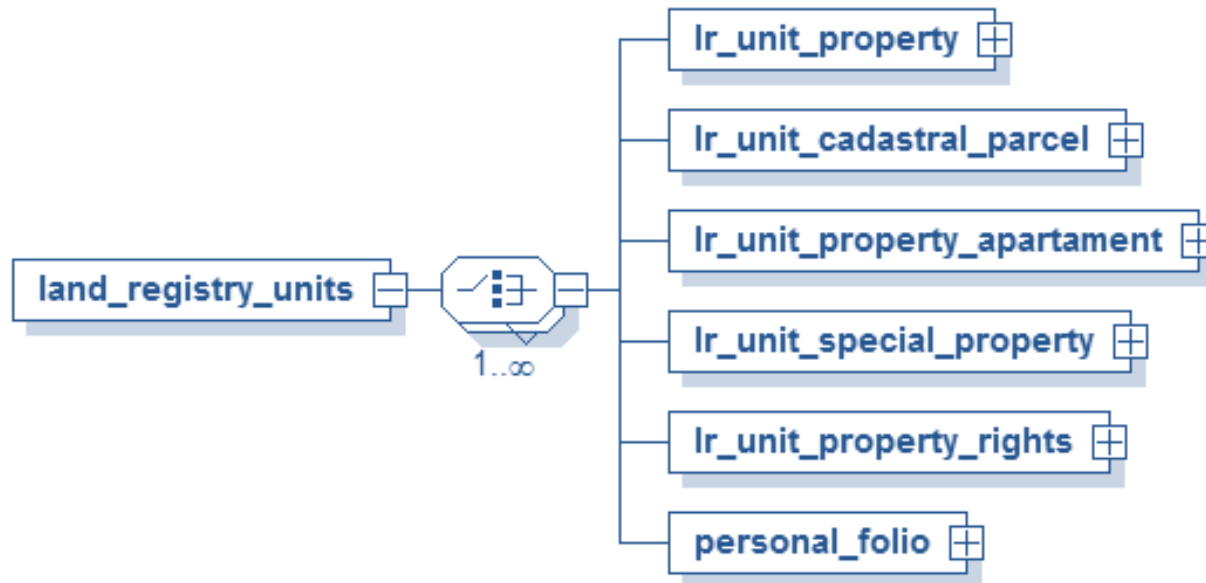 lr_unit_property
lr_unit_cadastral_parcel
lr_unit_property_apartament
land_registry_units
1..∞
lr_unit_special_property
lr_unit_property_rights
personal_folio